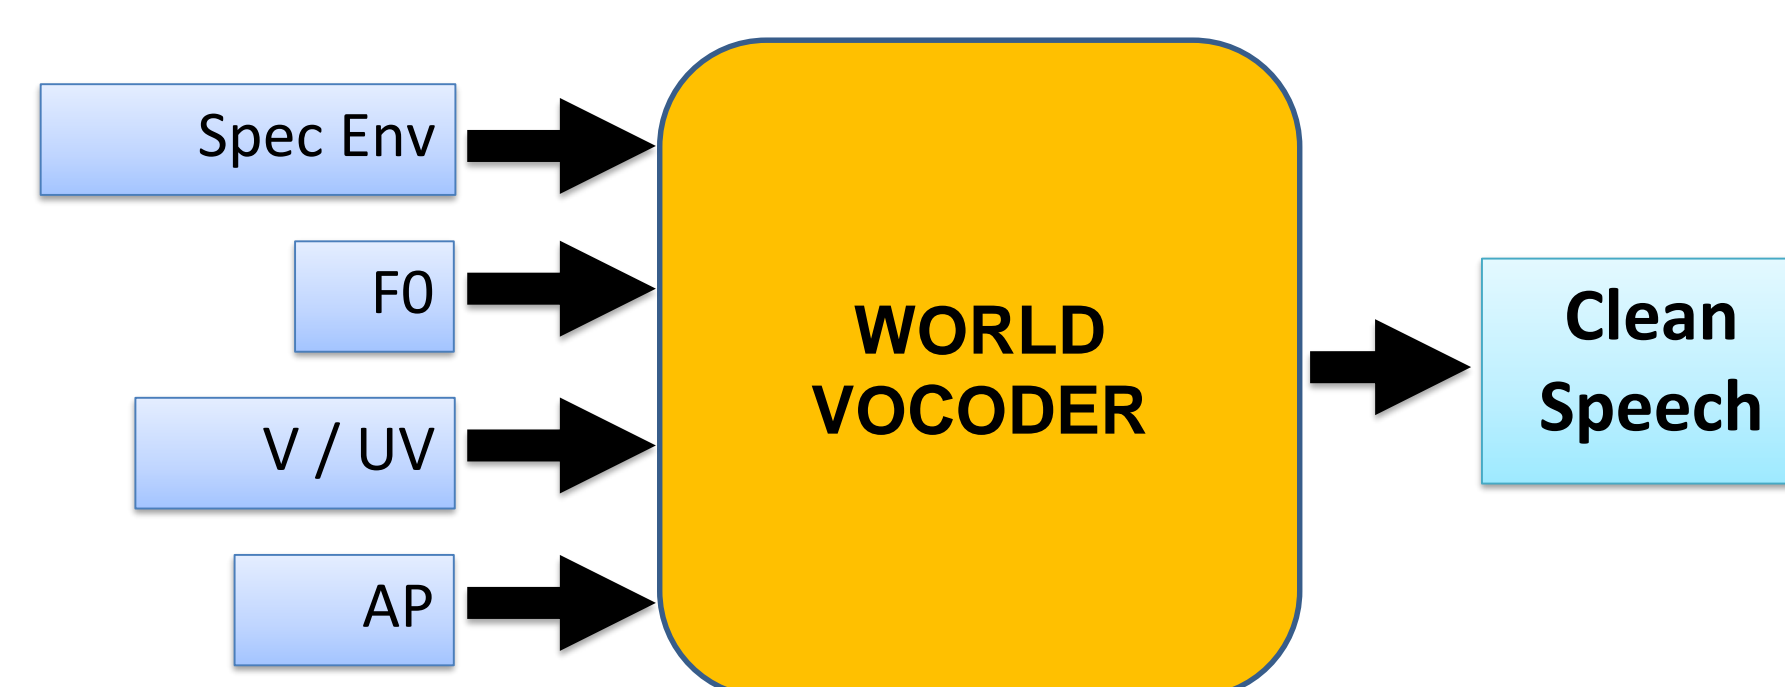 Spec Env
F0
V / UV
AP
WORLD
VOCODER
Clean
Speech